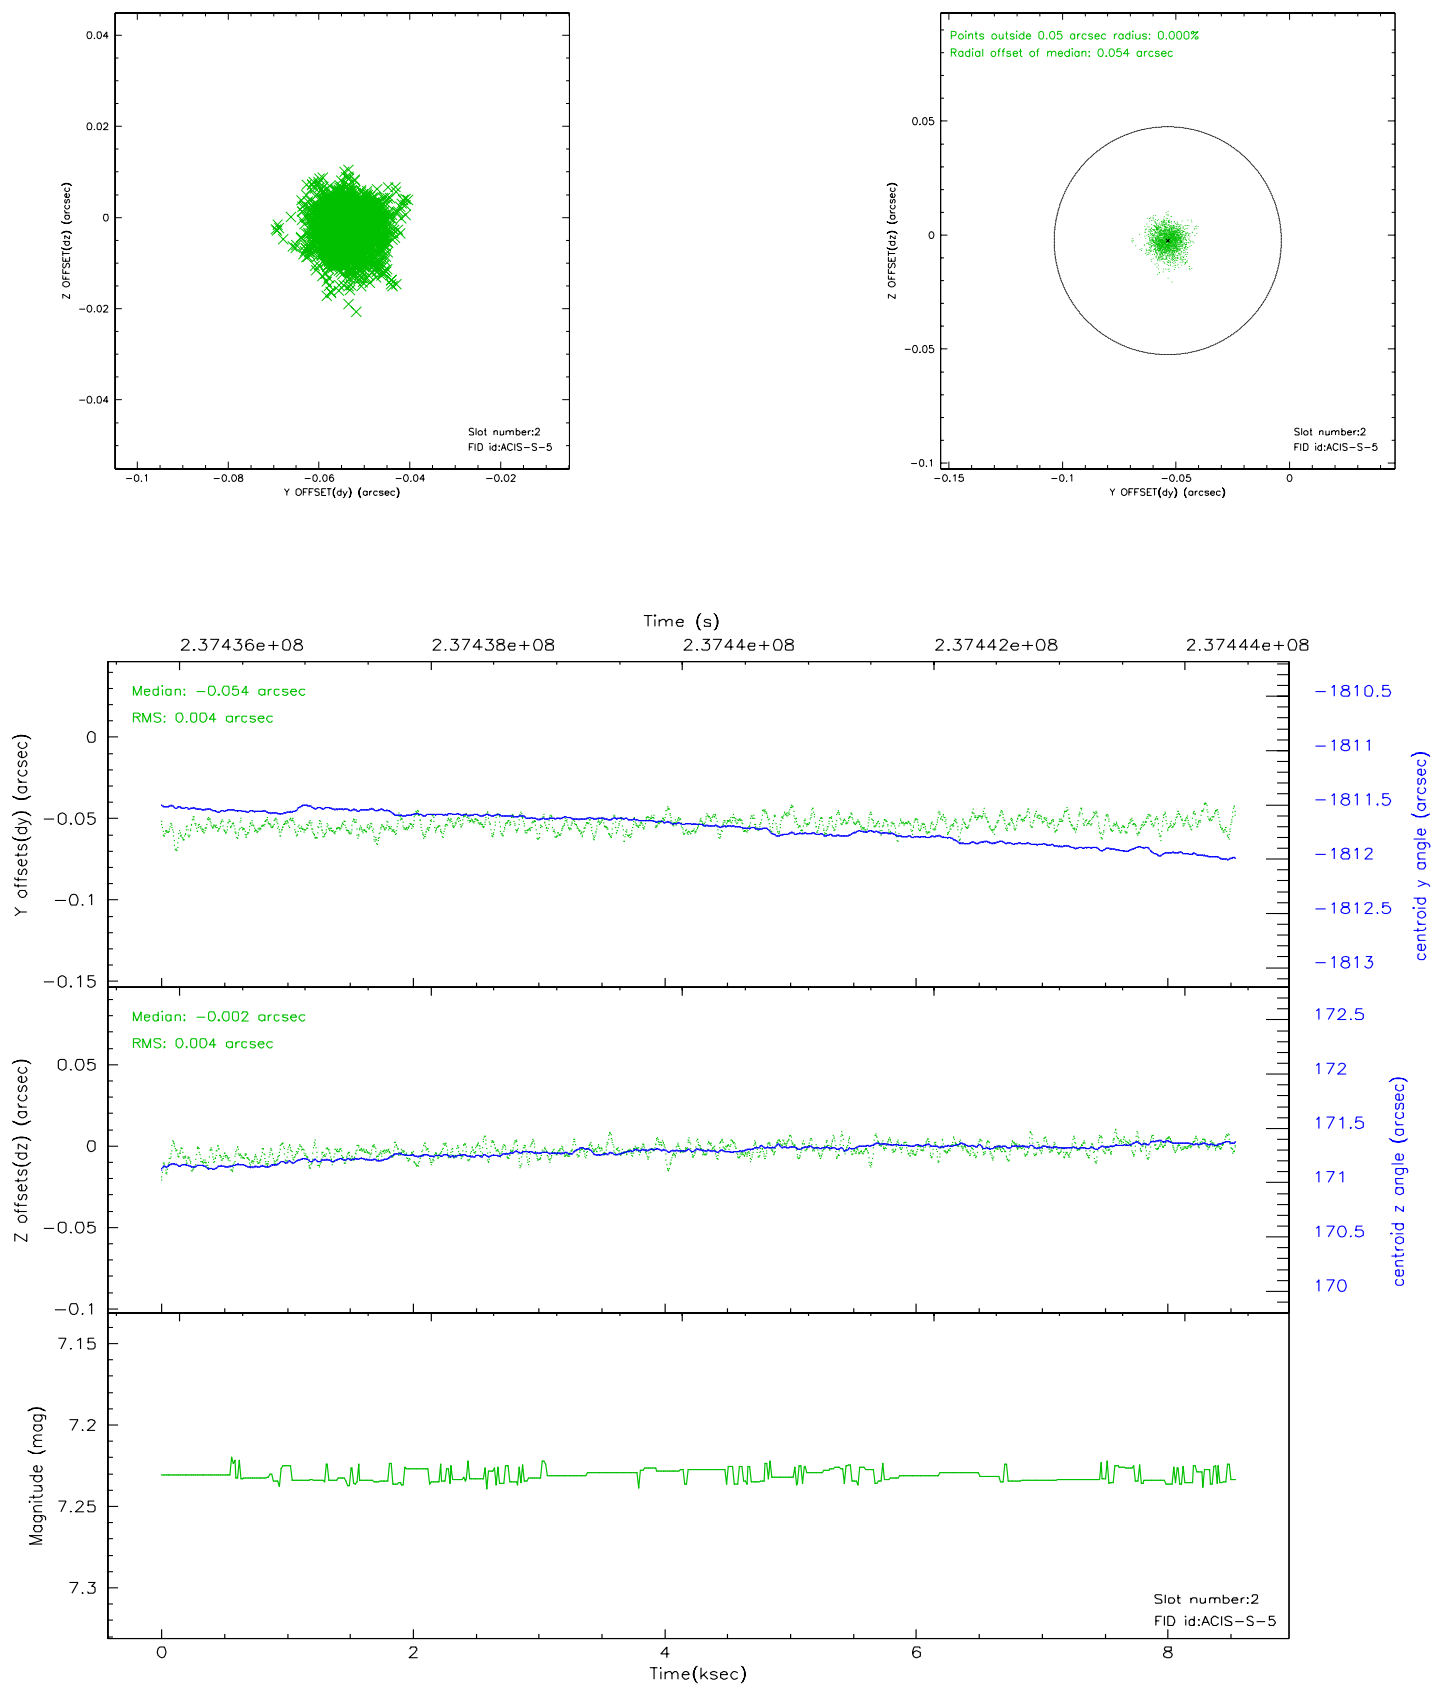 0.04
0.02
0
-0.02
-0.04
Z OFFSET(dz) (arcsec)
Slot number:2
FID id:ACIS-S-5
-0.1
-0.08
-0.06
-0.04
-0.02
Y OFFSET(dy) (arcsec)
Points outside 0.05 arcsec radius: 0.000%
Radial offset of median: 0.054 arcsec
0.05
0
-0.05
-0.1
Z OFFSET(dz) (arcsec)
Slot number:2
FID id:ACIS-S-5
-0.15
-0.1
-0.05
0
Y OFFSET(dy) (arcsec)
Time (s)
2.37436e+08
2.37438e+08
2.3744e+08
2.37442e+08
2.37444e+08
Median: -0.054 arcsec
RMS: 0.004 arcsec
0
-0.05
-0.1
-0.15
Y offsets(dy) (arcsec)
-1810.5
-1811
-1811.5
-1812
-1812.5
-1813
centroid y angle (arcsec)
Median: -0.002 arcsec
RMS: 0.004 arcsec
0.05
0
-0.05
-0.1
Z offsets(dz) (arcsec)
172.5
172
171.5
171
170.5
170
centroid z angle (arcsec)
7.15
7.2
7.25
7.3
Magnitude (mag)
Slot number:2
FID id:ACIS-S-5
0
2
4
6
8
Time(ksec)